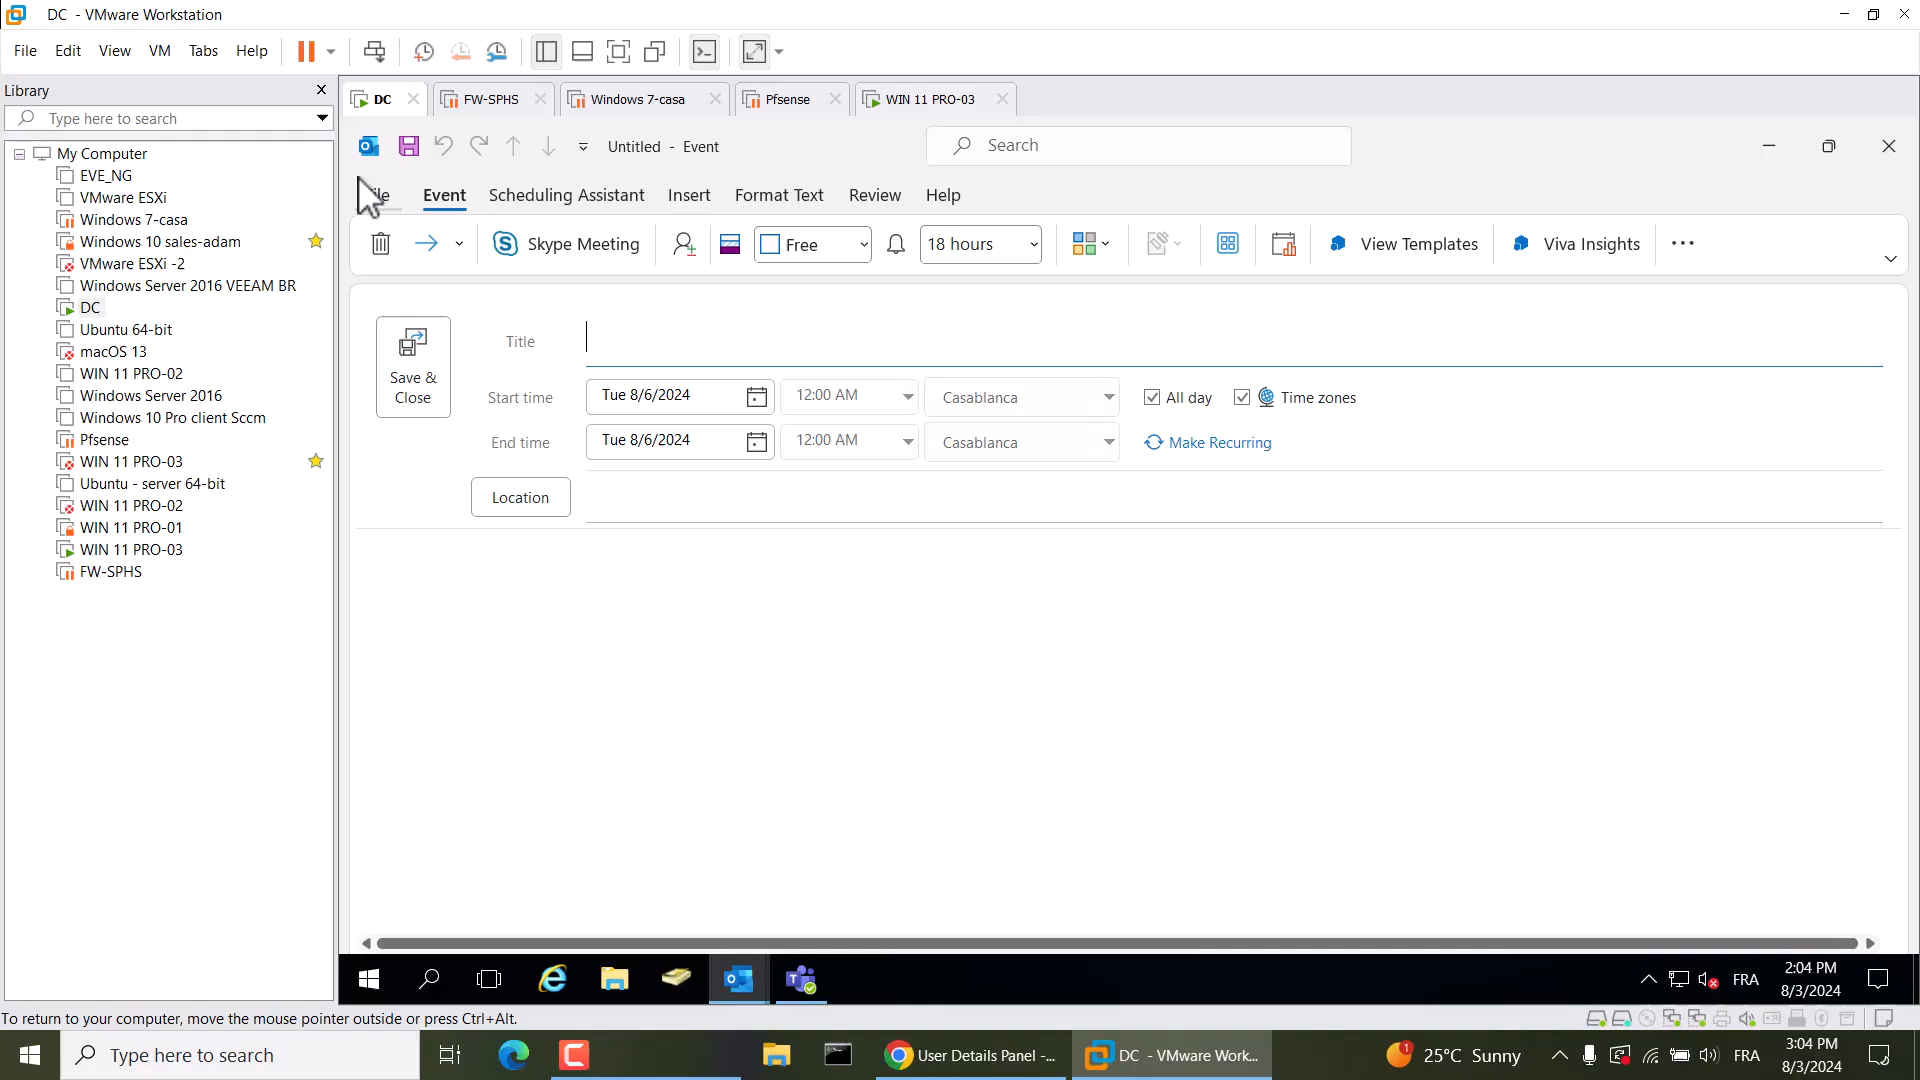 DC - VMware Workstation
File Edit View VM Tabs Help
Library
Type here to search
My Computer
EVE_NG
VMware ESXi
Windows 7-casa
Windows 10 sales-adam
VMware ESXi -2
Windows Server 2016 VEEAM BR
DC
Ubuntu 64-bit
macOS 13
WIN 11 PRO-02
Windows Server 2016
Windows 10 Pro client Sccm
Pfsense
WIN 11 PRO-03
Ubuntu - server 64-bit
WIN 11 PRO-02
WIN 11 PRO-01
WIN 11 PRO-03
FW-SPHS
DC FW-SPHS Windows 7-casa Pfsense WIN 11 PRO-03
Untitled - Event Search
Event Scheduling Assistant Insert Format Text Review Help
Skype Meeting Free 18 hours View Templates Viva Insights
Save & Close
Title
Start time Tue 8/6/2024 12:00 AM Casablanca All day Time zones
End time Tue 8/6/2024 12:00 AM Casablanca Make Recurring
Location
FRA 2:04 PM
8/3/2024
To return to your computer, move the mouse pointer outside or press Ctrl+Alt.
Type here to search User Details Panel -... DC - VMware Work... 1 25°C Sunny FRA 3:04 PM
8/3/2024